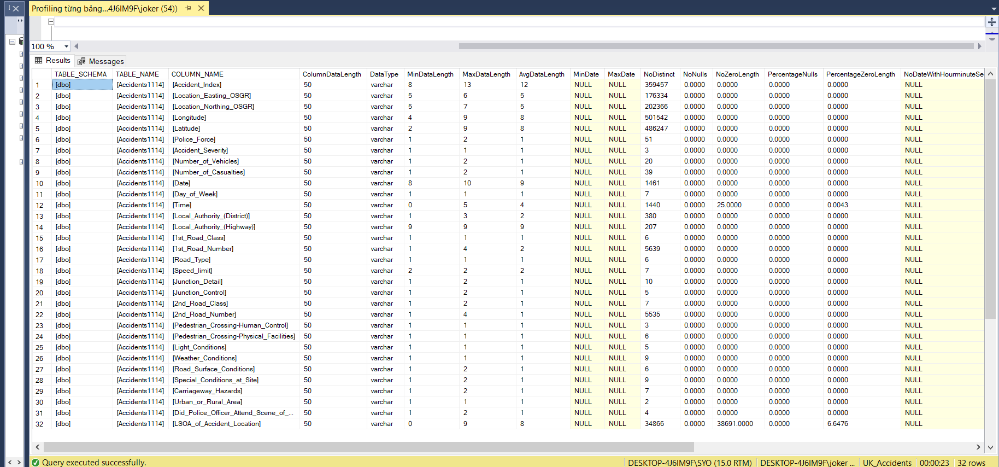 Profiling từng bảng...4J6IM9F\joker (54))
100 %
Results Messages
TABLE_SCHEMA TABLE_NAME COLUMN_NAME ColumnDataLength DataType MinDataLength MaxDataLength AvgDataLength MinDate MaxDate NoDistinct NoNulls NoZeroLength PercentageNulls PercentageZeroLength NoDateWithHourminuteSe
1 [dbo] [Accidents1114] [Accident_Index] 50 varchar 8 13 12 NULL NULL 359457 0.0000 0.0000 0.0000 0.0000 NULL
2 [dbo] [Accidents1114] [Location_Easting_OSGR] 50 varchar 5 6 5 NULL NULL 176334 0.0000 0.0000 0.0000 0.0000 NULL
3 [dbo] [Accidents1114] [Location_Northing_OSGR] 50 varchar 5 7 5 NULL NULL 202366 0.0000 0.0000 0.0000 0.0000 NULL
4 [dbo] [Accidents1114] [Longitude] 50 varchar 4 9 8 NULL NULL 501542 0.0000 0.0000 0.0000 0.0000 NULL
5 [dbo] [Accidents1114] [Latitude] 50 varchar 2 9 8 NULL NULL 486247 0.0000 0.0000 0.0000 0.0000 NULL
6 [dbo] [Accidents1114] [Police_Force] 50 varchar 1 2 1 NULL NULL 51 0.0000 0.0000 0.0000 0.0000 NULL
7 [dbo] [Accidents1114] [Accident_Severity] 50 varchar 1 1 1 NULL NULL 3 0.0000 0.0000 0.0000 0.0000 NULL
8 [dbo] [Accidents1114] [Number_of_Vehicles] 50 varchar 1 2 1 NULL NULL 20 0.0000 0.0000 0.0000 0.0000 NULL
9 [dbo] [Accidents1114] [Number_of_Casualties] 50 varchar 1 2 1 NULL NULL 39 0.0000 0.0000 0.0000 0.0000 NULL
10 [dbo] [Accidents1114] [Date] 50 varchar 8 10 9 NULL NULL 1461 0.0000 0.0000 0.0000 0.0000 NULL
11 [dbo] [Accidents1114] [Day_of_Week] 50 varchar 1 1 1 NULL NULL 7 0.0000 0.0000 0.0000 0.0000 NULL
12 [dbo] [Accidents1114] [Time] 50 varchar 0 5 4 NULL NULL 1440 0.0000 25.0000 0.0000 0.0043 NULL
13 [dbo] [Accidents1114] [Local_Authority_(District)] 50 varchar 1 3 2 NULL NULL 380 0.0000 0.0000 0.0000 0.0000 NULL
14 [dbo] [Accidents1114] [Local_Authority_(Highway)] 50 varchar 9 9 9 NULL NULL 207 0.0000 0.0000 0.0000 0.0000 NULL
15 [dbo] [Accidents1114] [1st_Road_Class] 50 varchar 1 1 1 NULL NULL 6 0.0000 0.0000 0.0000 0.0000 NULL
16 [dbo] [Accidents1114] [1st_Road_Number] 50 varchar 1 4 2 NULL NULL 5639 0.0000 0.0000 0.0000 0.0000 NULL
17 [dbo] [Accidents1114] [Road_Type] 50 varchar 1 1 1 NULL NULL 6 0.0000 0.0000 0.0000 0.0000 NULL
18 [dbo] [Accidents1114] [Speed_limit] 50 varchar 2 2 2 NULL NULL 7 0.0000 0.0000 0.0000 0.0000 NULL
19 [dbo] [Accidents1114] [Junction_Detail] 50 varchar 1 2 1 NULL NULL 10 0.0000 0.0000 0.0000 0.0000 NULL
20 [dbo] [Accidents1114] [Junction_Control] 50 varchar 1 2 1 NULL NULL 5 0.0000 0.0000 0.0000 0.0000 NULL
21 [dbo] [Accidents1114] [2nd_Road_Class] 50 varchar 1 2 1 NULL NULL 7 0.0000 0.0000 0.0000 0.0000 NULL
22 [dbo] [Accidents1114] [2nd_Road_Number] 50 varchar 1 4 1 NULL NULL 5535 0.0000 0.0000 0.0000 0.0000 NULL
23 [dbo] [Accidents1114] [Pedestrian_Crossing-Human_Control] 50 varchar 1 1 1 NULL NULL 3 0.0000 0.0000 0.0000 0.0000 NULL
24 [dbo] [Accidents1114] [Pedestrian_Crossing-Physical_Facilities] 50 varchar 1 1 1 NULL NULL 6 0.0000 0.0000 0.0000 0.0000 NULL
25 [dbo] [Accidents1114] [Light_Conditions] 50 varchar 1 1 1 NULL NULL 5 0.0000 0.0000 0.0000 0.0000 NULL
26 [dbo] [Accidents1114] [Weather_Conditions] 50 varchar 1 1 1 NULL NULL 9 0.0000 0.0000 0.0000 0.0000 NULL
27 [dbo] [Accidents1114] [Road_Surface_Conditions] 50 varchar 1 2 1 NULL NULL 6 0.0000 0.0000 0.0000 0.0000 NULL
28 [dbo] [Accidents1114] [Special_Conditions_at_Site] 50 varchar 1 2 1 NULL NULL 9 0.0000 0.0000 0.0000 0.0000 NULL
29 [dbo] [Accidents1114] [Carriageway_Hazards] 50 varchar 1 2 1 NULL NULL 7 0.0000 0.0000 0.0000 0.0000 NULL
30 [dbo] [Accidents1114] [Urban_or_Rural_Area] 50 varchar 1 1 1 NULL NULL 2 0.0000 0.0000 0.0000 0.0000 NULL
31 [dbo] [Accidents1114] [Did_Police_Officer_Attend_Scene_of_... 50 varchar 1 2 1 NULL NULL 4 0.0000 0.0000 0.0000 0.0000 NULL
32 [dbo] [Accidents1114] [LSOA_of_Accident_Location] 50 varchar 0 9 8 NULL NULL 34866 0.0000 38691.0000 0.0000 6.6476 NULL
Query executed successfully. DESKTOP-4J6IM9F\SYO (15.0 RTM) DESKTOP-4J6IM9F\joker ... UK_Accidents 00:00:23 32 rows